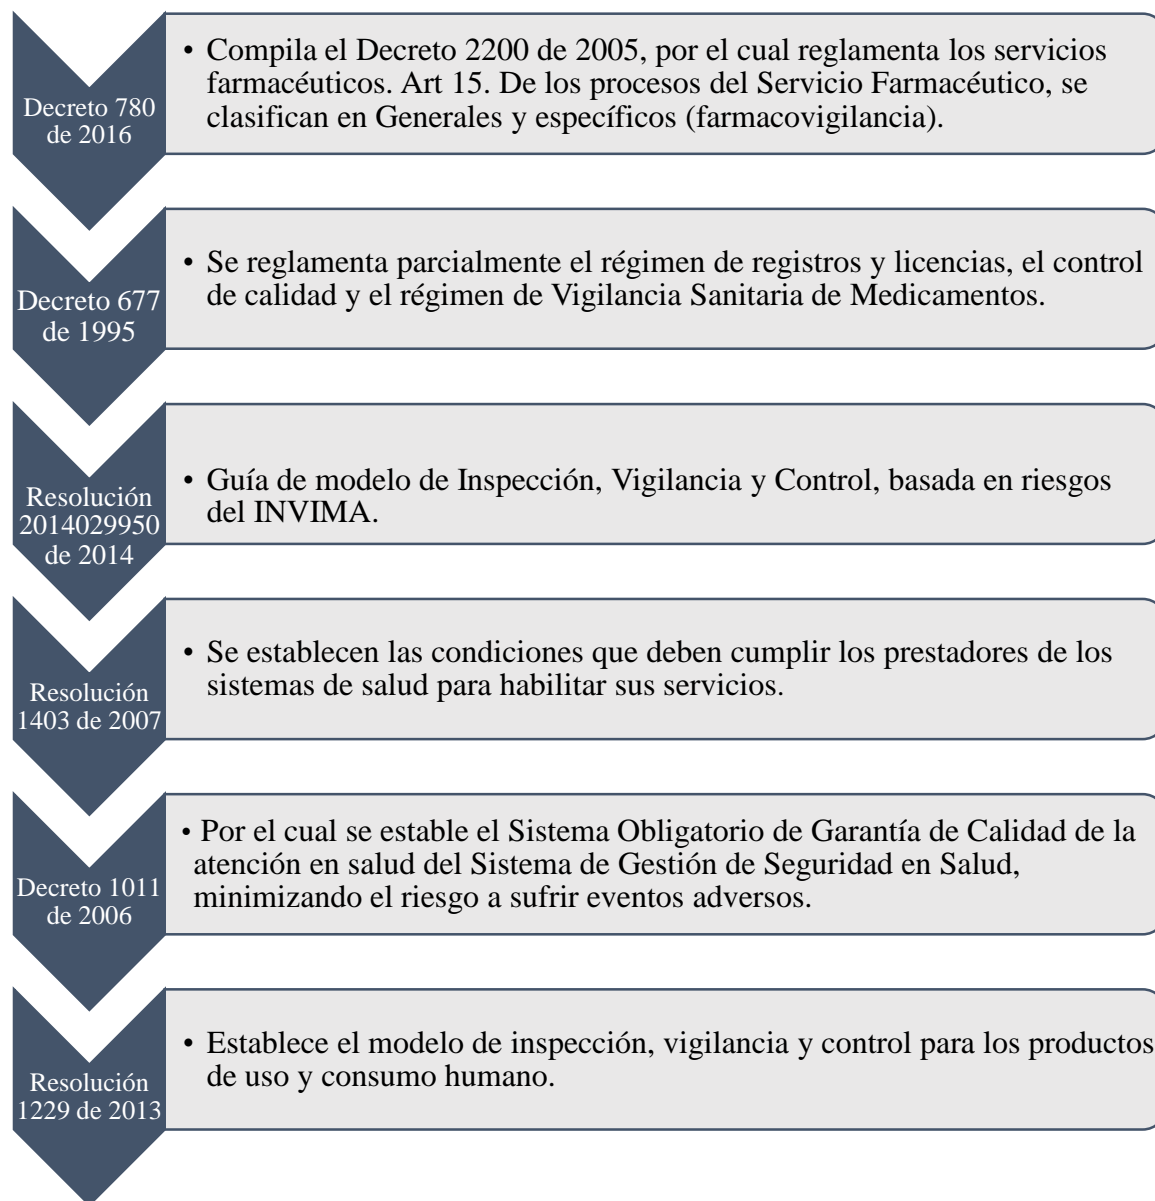 Decreto 780
de 2016
• Compila el Decreto 2200 de 2005, por el cual reglamenta los servicios
farmacéuticos. Art 15. De los procesos del Servicio Farmacéutico, se
clasifican en Generales y específicos (farmacovigilancia).
Decreto 677
de 1995
• Se reglamenta parcialmente el régimen de registros y licencias, el control
de calidad y el régimen de Vigilancia Sanitaria de Medicamentos.
Resolución
2014029950
de 2014
• Guía de modelo de Inspección, Vigilancia y Control, basada en riesgos
del INVIMA.
Resolución
1403 de 2007
• Se establecen las condiciones que deben cumplir los prestadores de los
sistemas de salud para habilitar sus servicios.
Decreto 1011
de 2006
• Por el cual se estable el Sistema Obligatorio de Garantía de Calidad de la
atención en salud del Sistema de Gestión de Seguridad en Salud,
minimizando el riesgo a sufrir eventos adversos.
Resolución
1229 de 2013
• Establece el modelo de inspección, vigilancia y control para los productos
de uso y consumo humano.